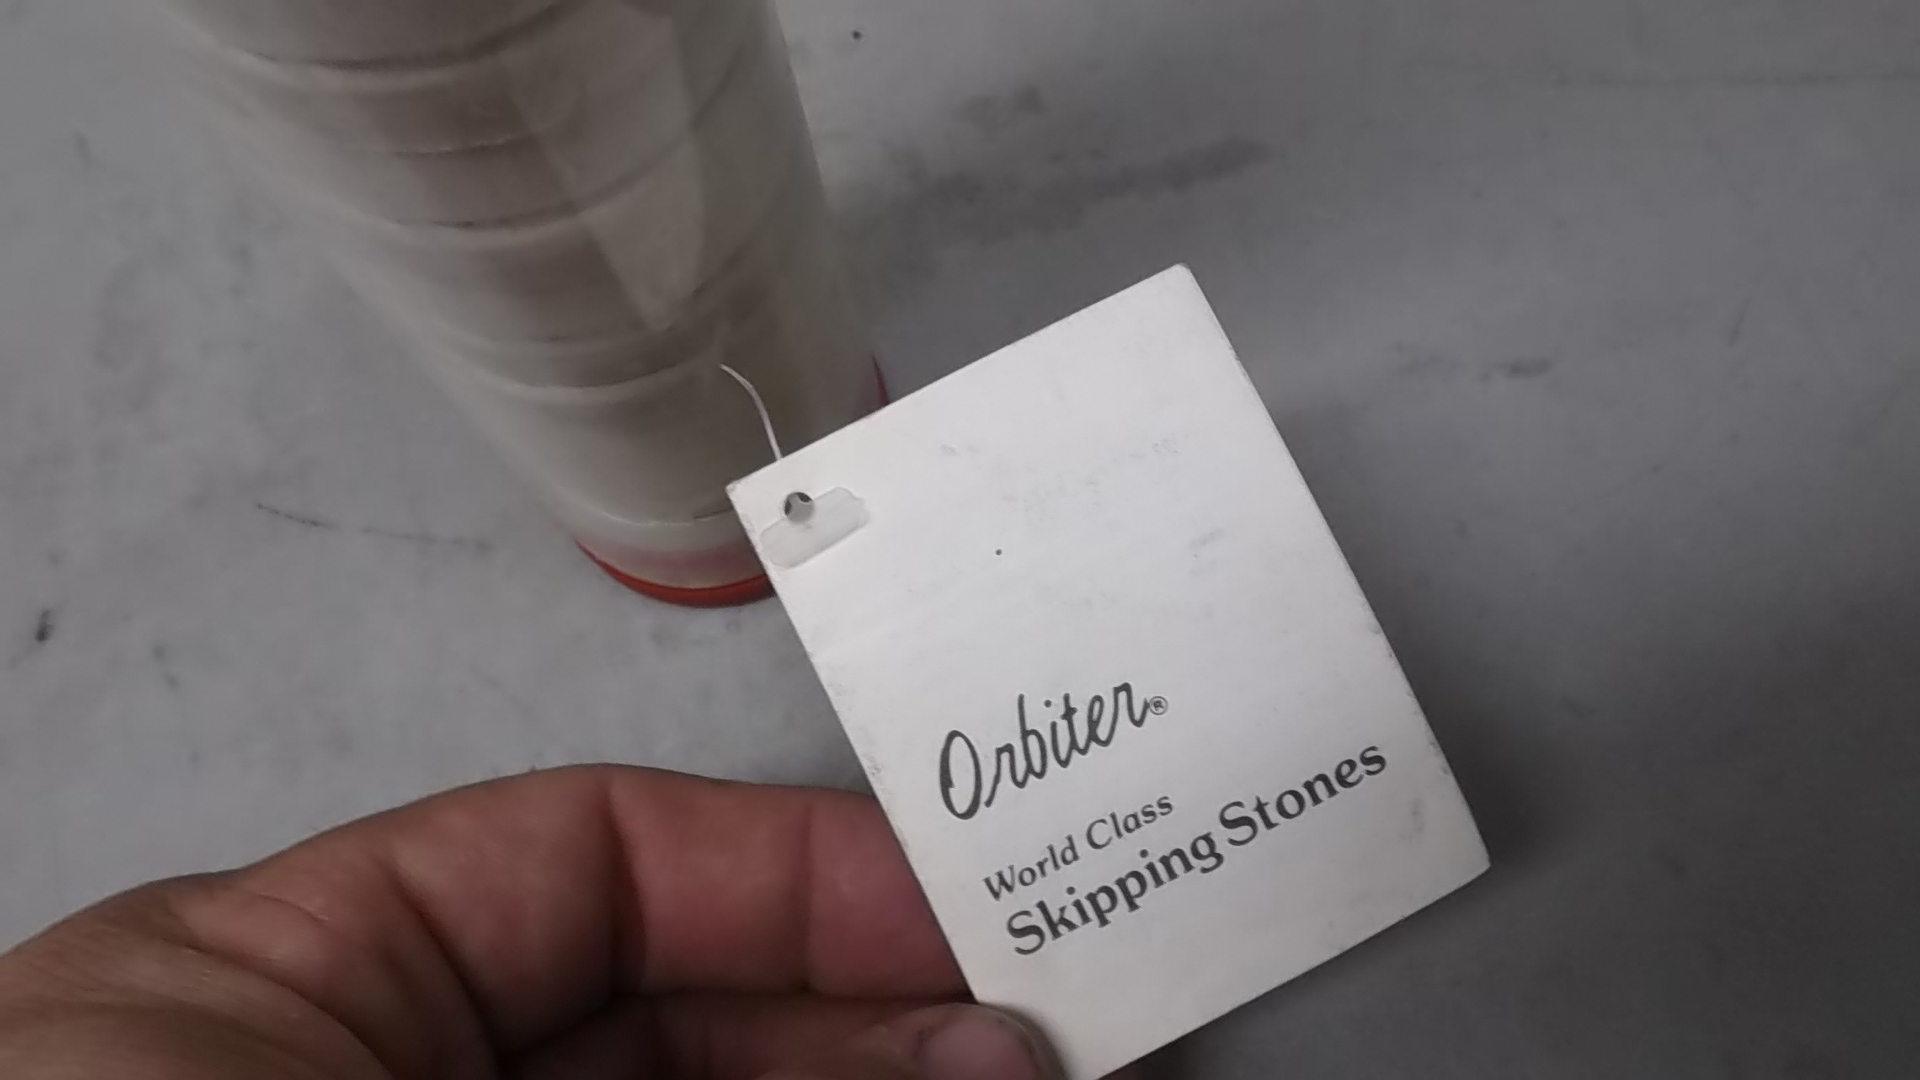 Orbiter®
World Class
Skipping Stones